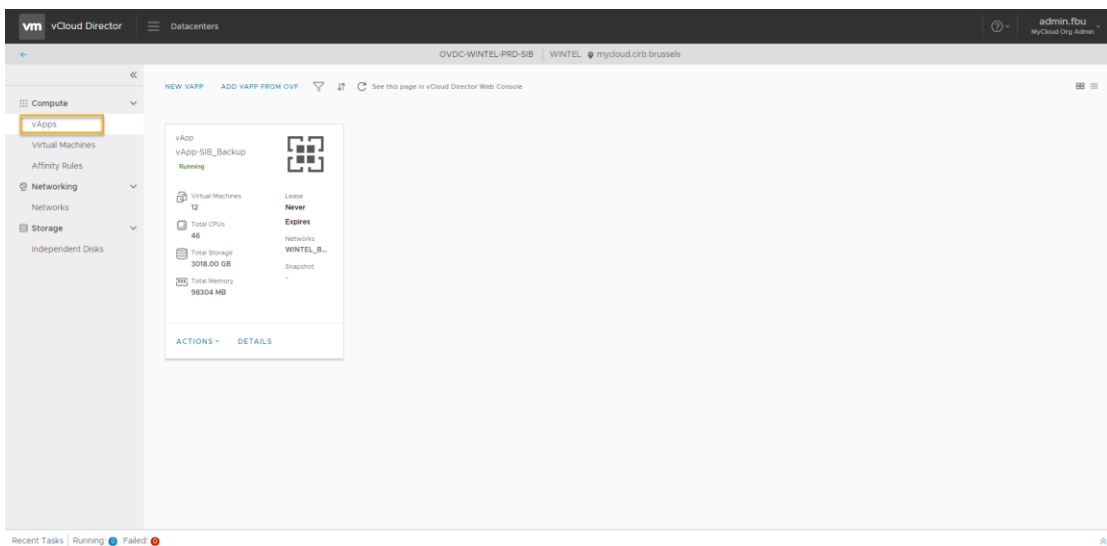 vm vCloud Director Datacenters
admin.fbu
MyCloud Org Admin
OVDC-WINTEL-PRD-SIB WINTEL mycloud.cirb.brussels
NEW VAPP ADD VAPP FROM OVF See this page in vCloud Director Web Console
Compute
vApps
Virtual Machines
Affinity Rules
Networking
Networks
Storage
Independent Disks
vApp
vApp-SIB_Backup
Running
Virtual Machines
12
Total CPUs
46
Total Storage
3018.00 GB
Total Memory
98304 MB
Lease
Never
Expires
Networks
WINTEL_B...
Snapshot
-
ACTIONS DETAILS
Recent Tasks Running: 0 Failed: 0